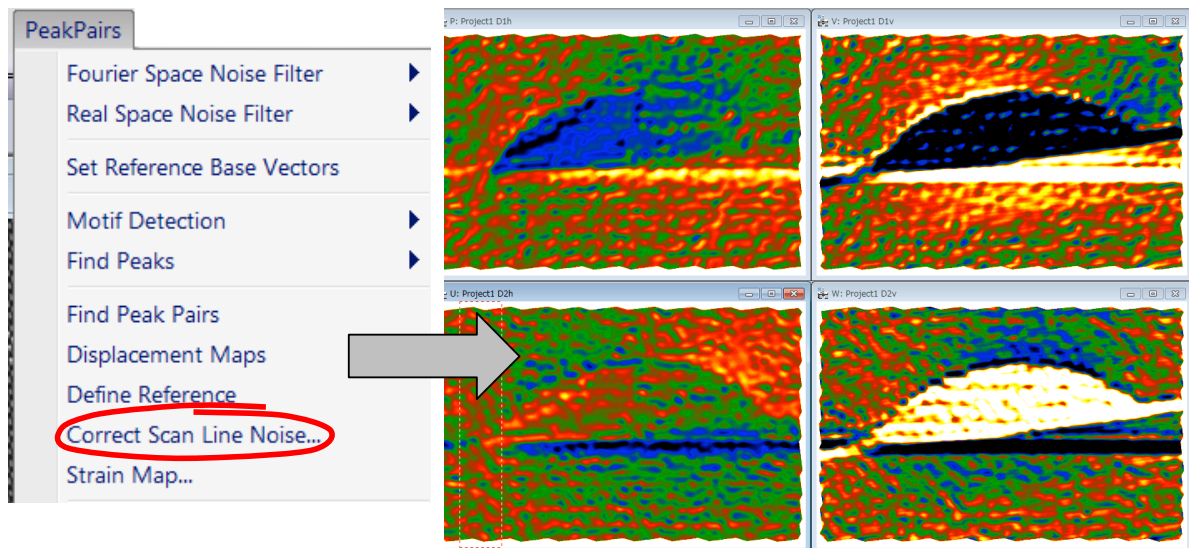 PeakPairs
Fourier Space Noise Filter
Real Space Noise Filter
Set Reference Base Vectors
Motif Detection
Find Peaks
Find Peak Pairs
Displacement Maps
Define Reference
Correct Scan Line Noise...
Strain Map...
P: Project1 D1h
V: Project1 D1v
U: Project1 D2h
W: Project1 D2v